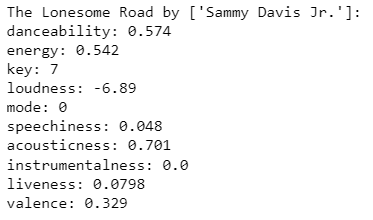 The Lonesome Road by ['Sammy Davis Jr.']:
danceability: 0.574
energy: 0.542
key: 7
loudness: -6.89
mode: 0
speechiness: 0.048
acousticness: 0.701
instrumentalness: 0.0
liveness: 0.0798
valence: 0.329